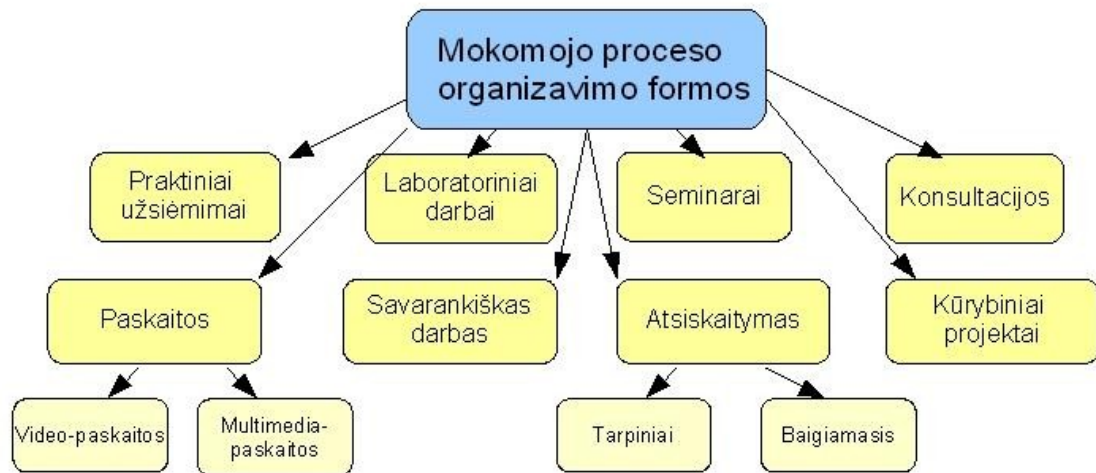 Mokomojo proceso
organizavimo formos
Praktiniai
užsiėmimai
Laboratoriniai
darbai
Seminarai
Konsultacijos
Paskaitos
Savarankiškas
darbas
Atsiskaitymas
Kūrybiniai
projektai
Video-paskaitos
Multimedia-
paskaitos
Tarpiniai
Baigiamasis